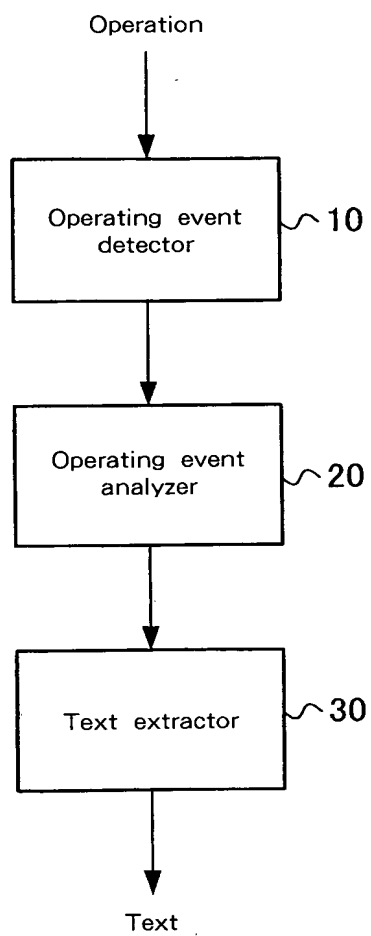 Operation
Operating event
detector
10
Operating event
analyzer
20
Text extractor
30
Text